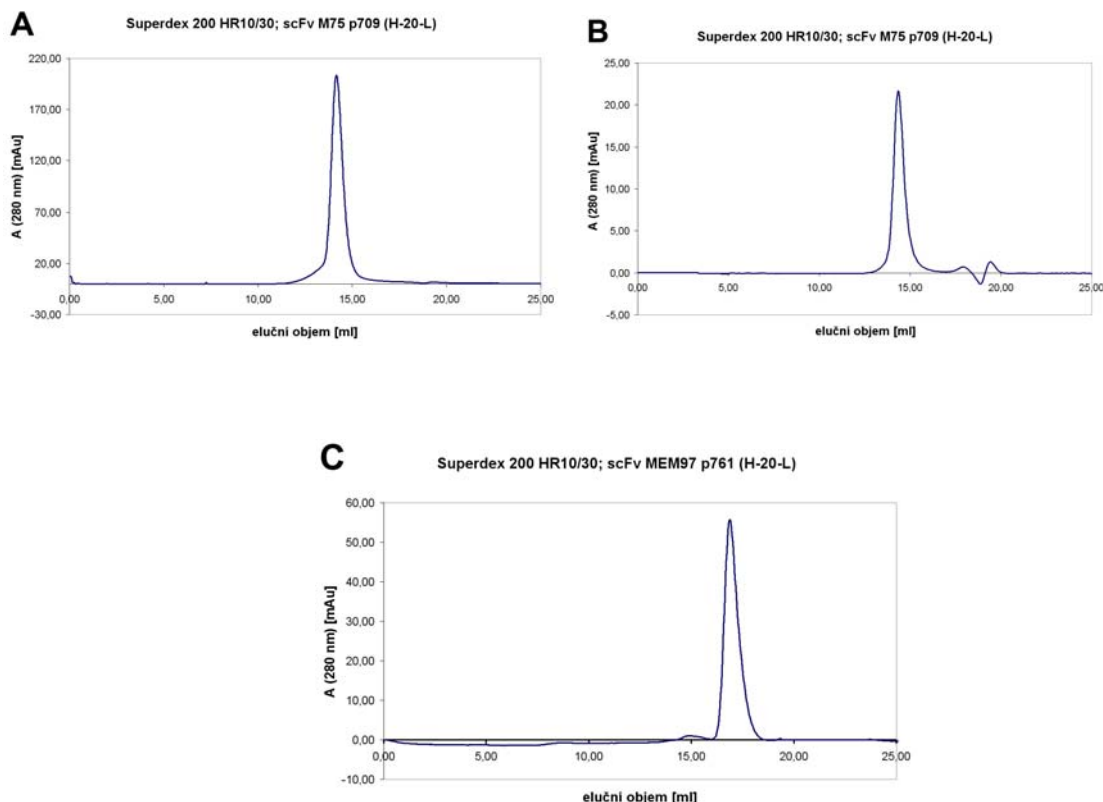 A
Superdex 200 HR10/30; scFv M75 p709 (H-20-L)
A (280 nm) [mAu]
220,00
170,00
120,00
70,00
20,00
-30,00
0,00 5,00 10,00 15,00 20,00 25,00
elučni objem [ml]
B
Superdex 200 HR10/30; scFv M75 p709 (H-20-L)
A (280 nm) [mAu]
25,00
20,00
15,00
10,00
5,00
0,00
-5,00
0,00 5,00 10,00 15,00 20,00 25,00
elučni objem [ml]
C
Superdex 200 HR10/30; scFv MEM97 p761 (H-20-L)
A (280 nm) [mAu]
60,00
50,00
40,00
30,00
20,00
10,00
0,00
-10,00
0,00 5,00 10,00 15,00 20,00 25,00
elučni objem [ml]